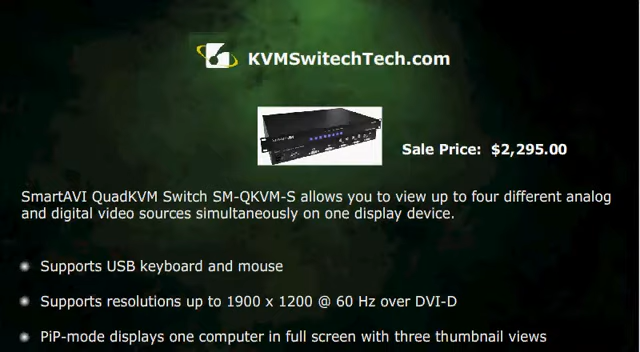 KVMSwitechTech.com
Sale Price: $2,295.00
SmartAVI QuadKVM Switch SM-QKVM-S allows you to view up to four different analog
and digital video sources simultaneously on one display device.
Supports USB keyboard and mouse
Supports resolutions up to 1900 x 1200 @ 60 Hz over DVI-D
PiP-mode displays one computer in full screen with three thumbnail views